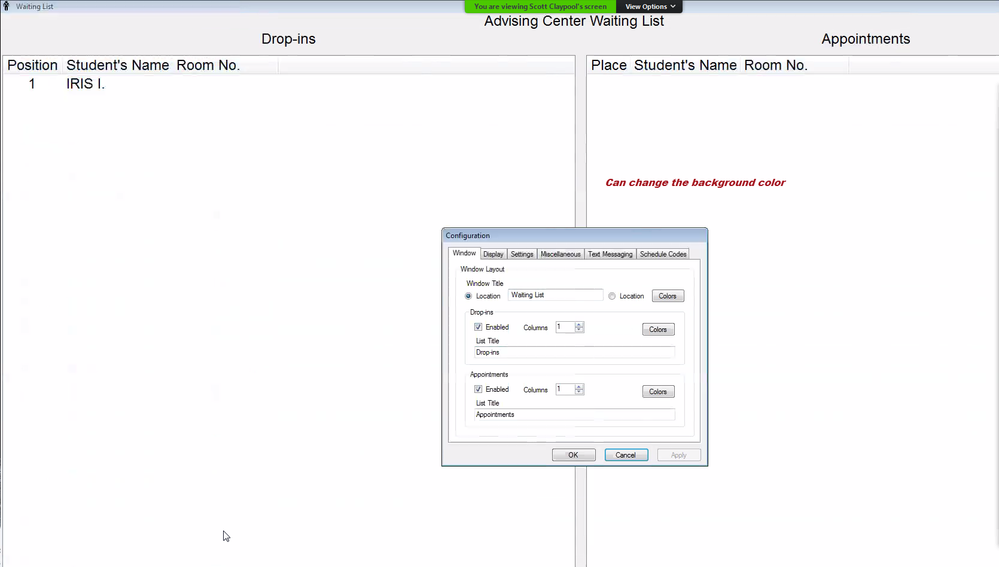 Waiting List
You are viewing Scott Claypool's screen View Options
Advising Center Waiting List
Drop-ins
Appointments
Position Student's Name Room No.
1 IRIS I.
Place Student's Name Room No.
Can change the background color
Configuration
Window Display Settings Miscellaneous Text Messaging Schedule Codes
Window Layout
Window Title
Location Waiting List Location Colors
Drop-ins
Enabled Columns 1 Colors
List Title
Drop-ins
Appointments
Enabled Columns 1 Colors
List Title
Appointments
OK Cancel Apply